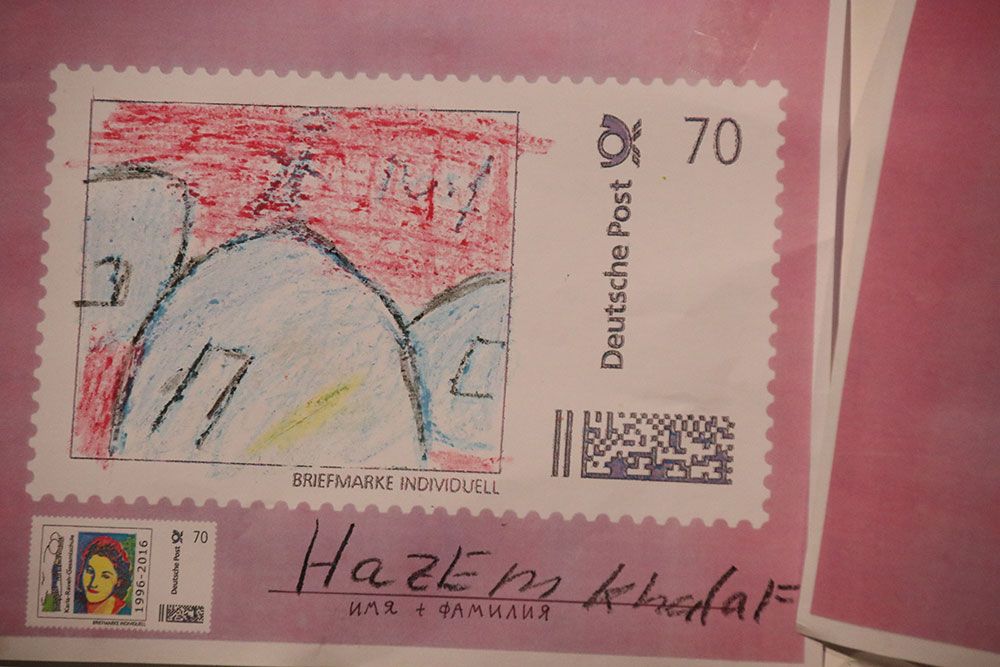 70
Deutsche Post
BRIEFMARKE INDIVIDUELL
70
Deutsche Post
1996-2016
BRIEFMARKE INDIVIDUELL
HazEm khalaF
ИМЯ + ФАМИЛИЯ